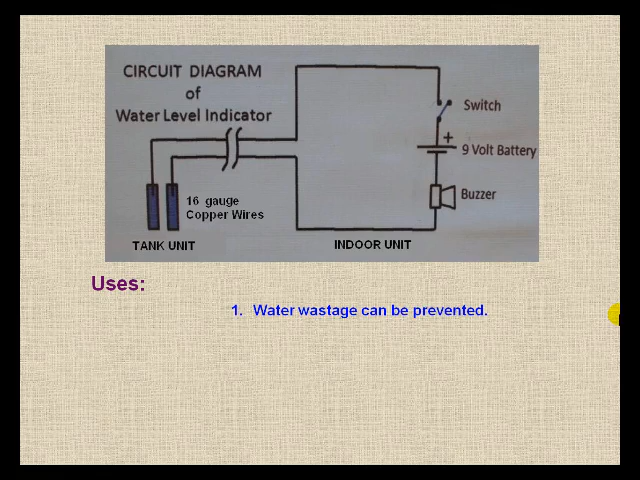 CIRCUIT DIAGRAM
of
Water Level Indicator
Switch
+
9 Volt Battery
16 gauge
Copper Wires
Buzzer
TANK UNIT
INDOOR UNIT
Uses:
1. Water wastage can be prevented.